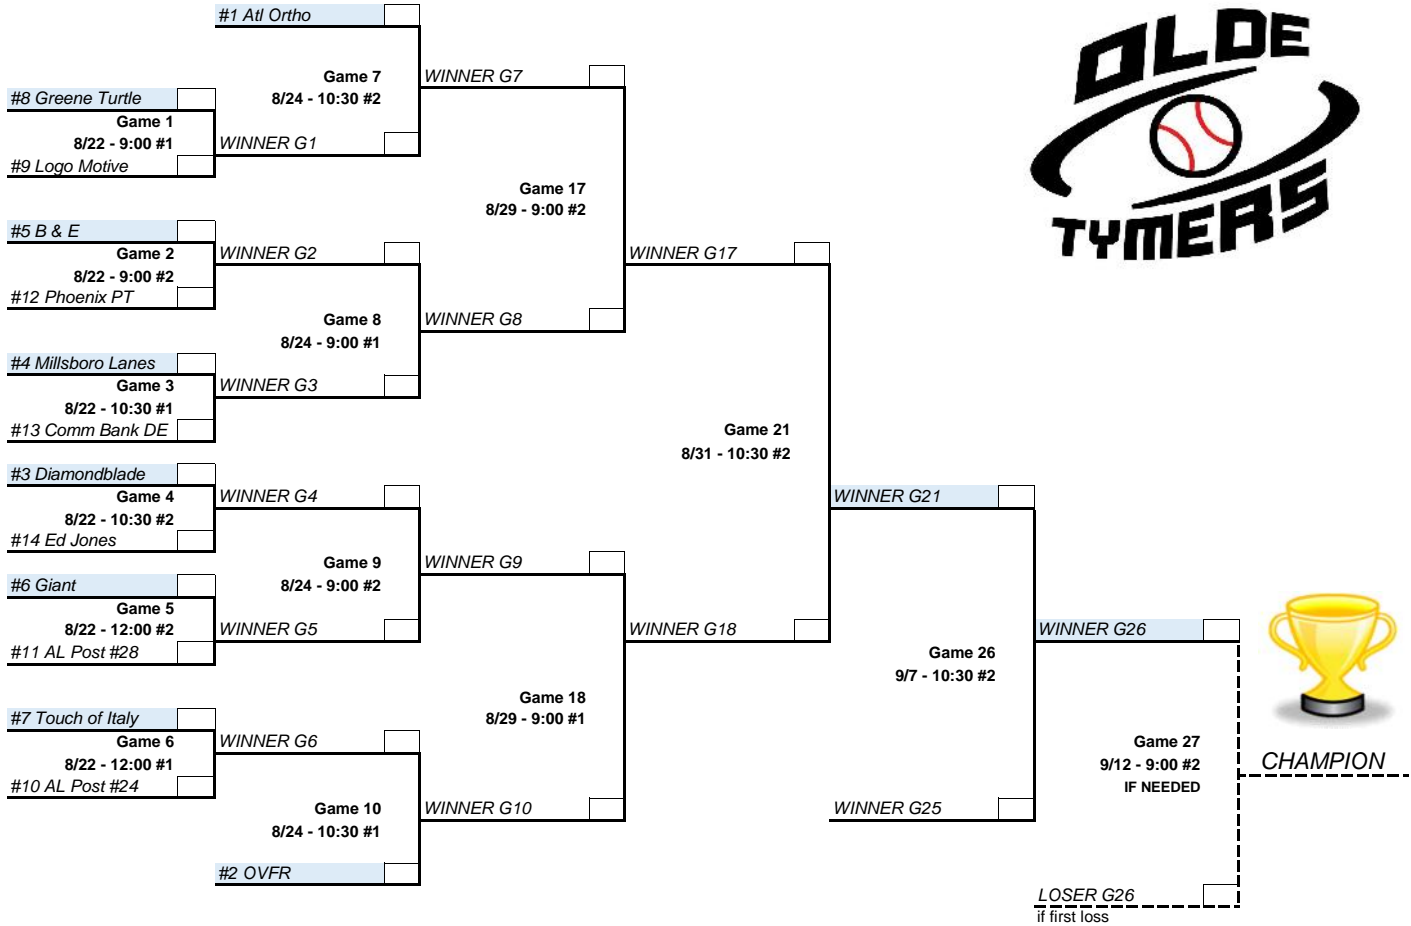 #1 Atl Ortho
Game 7
8/24 - 10:30 #2
WINNER G7
#8 Greene Turtle
Game 1
8/22 - 9:00 #1
#9 Logo Motive
WINNER G1
Game 17
8/29 - 9:00 #2
#5 B & E
Game 2
8/22 - 9:00 #2
#12 Phoenix PT
WINNER G2
Game 8
8/24 - 9:00 #1
WINNER G8
WINNER G17
#4 Millsboro Lanes
Game 3
8/22 - 10:30 #1
#13 Comm Bank DE
WINNER G3
Game 21
8/31 - 10:30 #2
#3 Diamondblade
Game 4
8/22 - 10:30 #2
#14 Ed Jones
WINNER G4
Game 9
8/24 - 9:00 #2
WINNER G9
WINNER G21
#6 Giant
Game 5
8/22 - 12:00 #2
#11 AL Post #28
WINNER G5
WINNER G18
Game 26
9/7 - 10:30 #2
WINNER G26
Game 18
8/29 - 9:00 #1
#7 Touch of Italy
Game 6
8/22 - 12:00 #1
#10 AL Post #24
WINNER G6
Game 10
8/24 - 10:30 #1
WINNER G10
#2 OVFR
WINNER G25
Game 27
9/12 - 9:00 #2
IF NEEDED
CHAMPION
LOSER G26
if first loss
OLDE
TYMERS